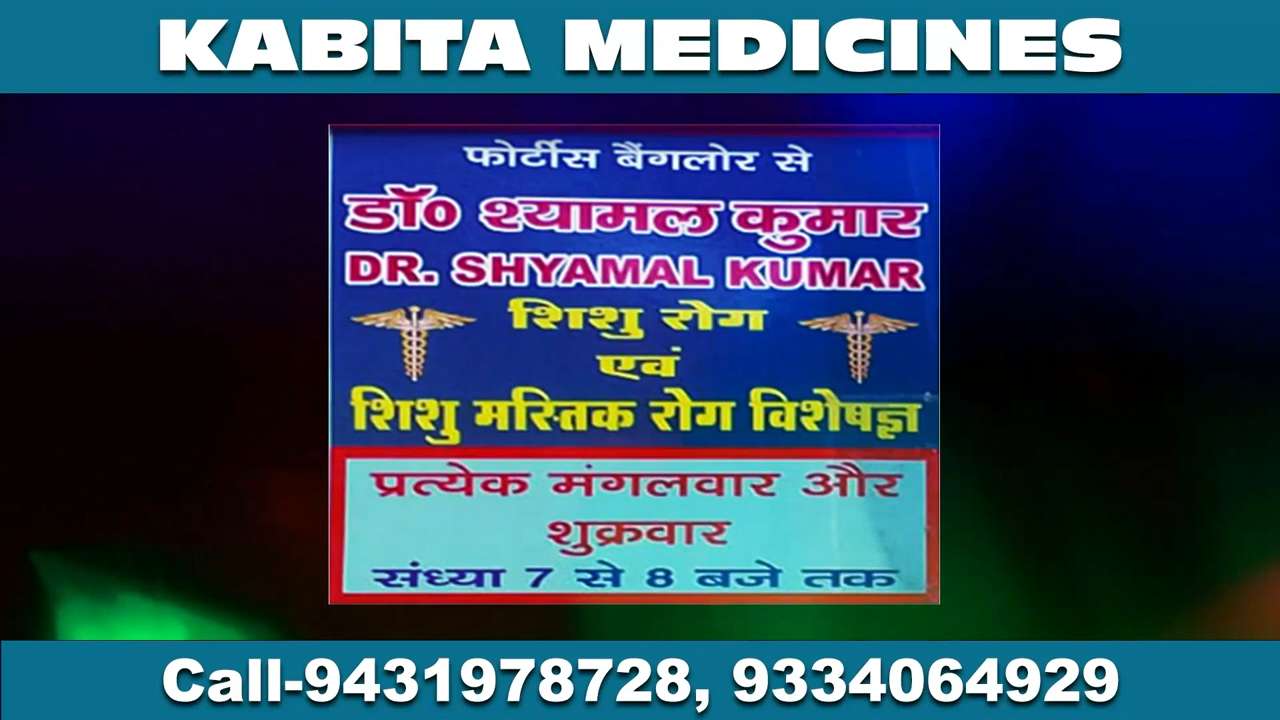 KABITA MEDICINES
फोर्टीस बैंगलोर से
डॉ० श्यामल कुमार
DR. SHYAMAL KUMAR
शिशु रोग
एवं
शिशु मस्तिक रोग विशेषज्ञ
प्रत्येक मंगलवार और
शुक्रवार
संध्या 7 से 8 बजे तक
Call-9431978728, 9334064929